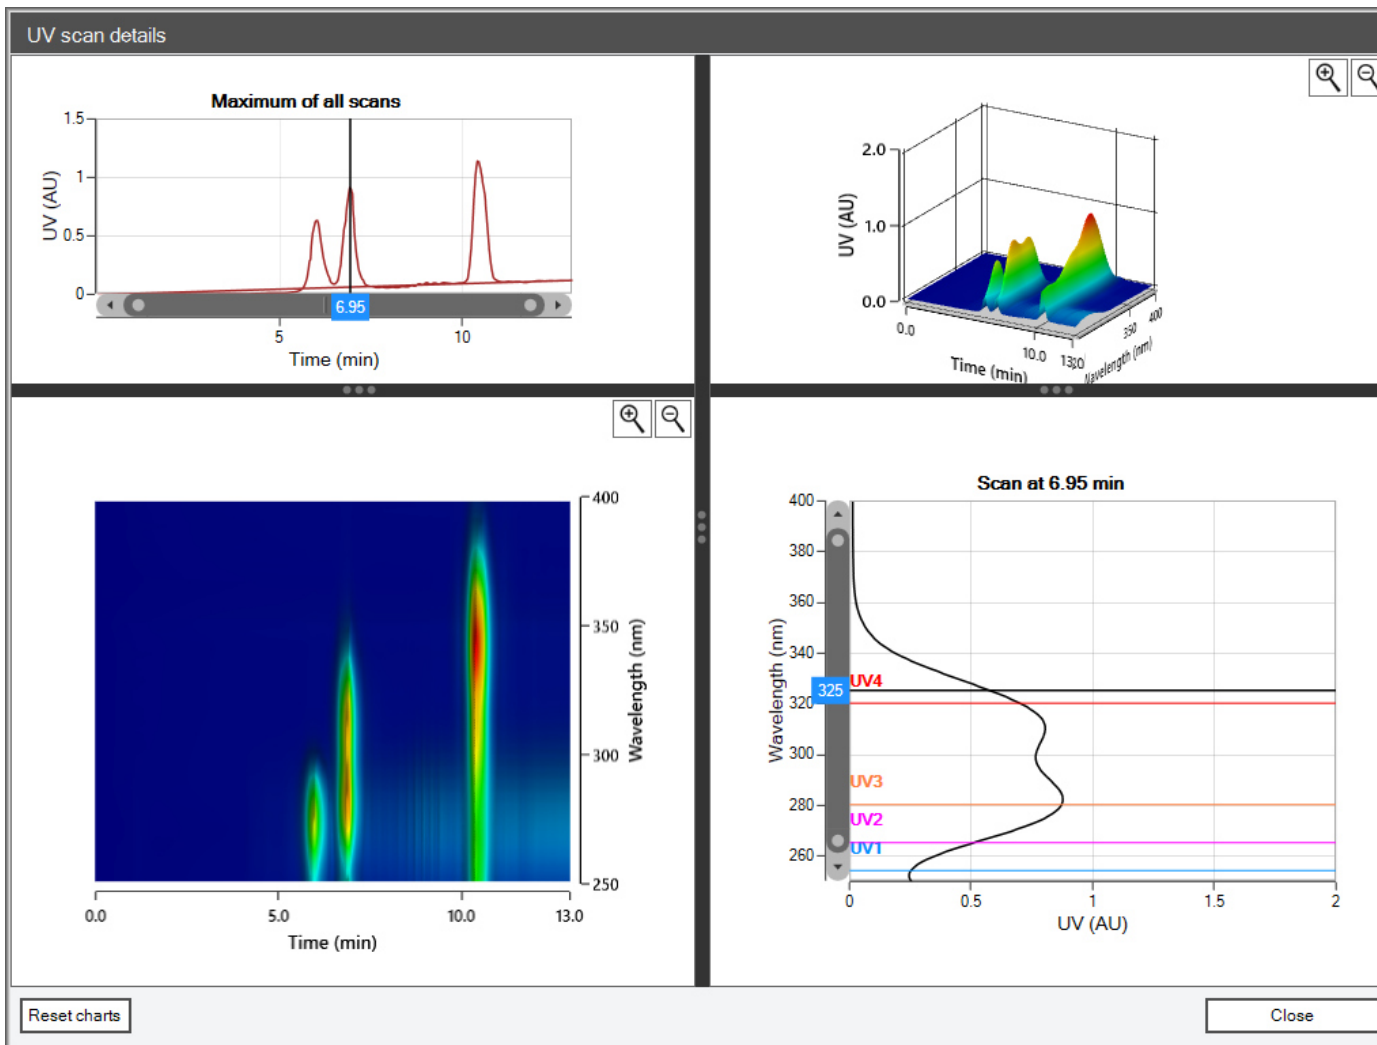 UV scan details
Maximum of all scans
1.5
1
0.5
0
UV (AU)
6.95
5
10
Time (min)
2.0
1.0
0.0
UV (AU)
0.0
10.0
Time (min)
350
400
Wavelength (nm)
400
350
300
250
Wavelength (nm)
0.0
5.0
10.0
13.0
Time (min)
Scan at 6.95 min
400
380
360
340
320
300
280
260
Wavelength (nm)
325
UV4
UV3
UV2
UV1
0
0.5
1
1.5
2
UV (AU)
Reset charts
Close